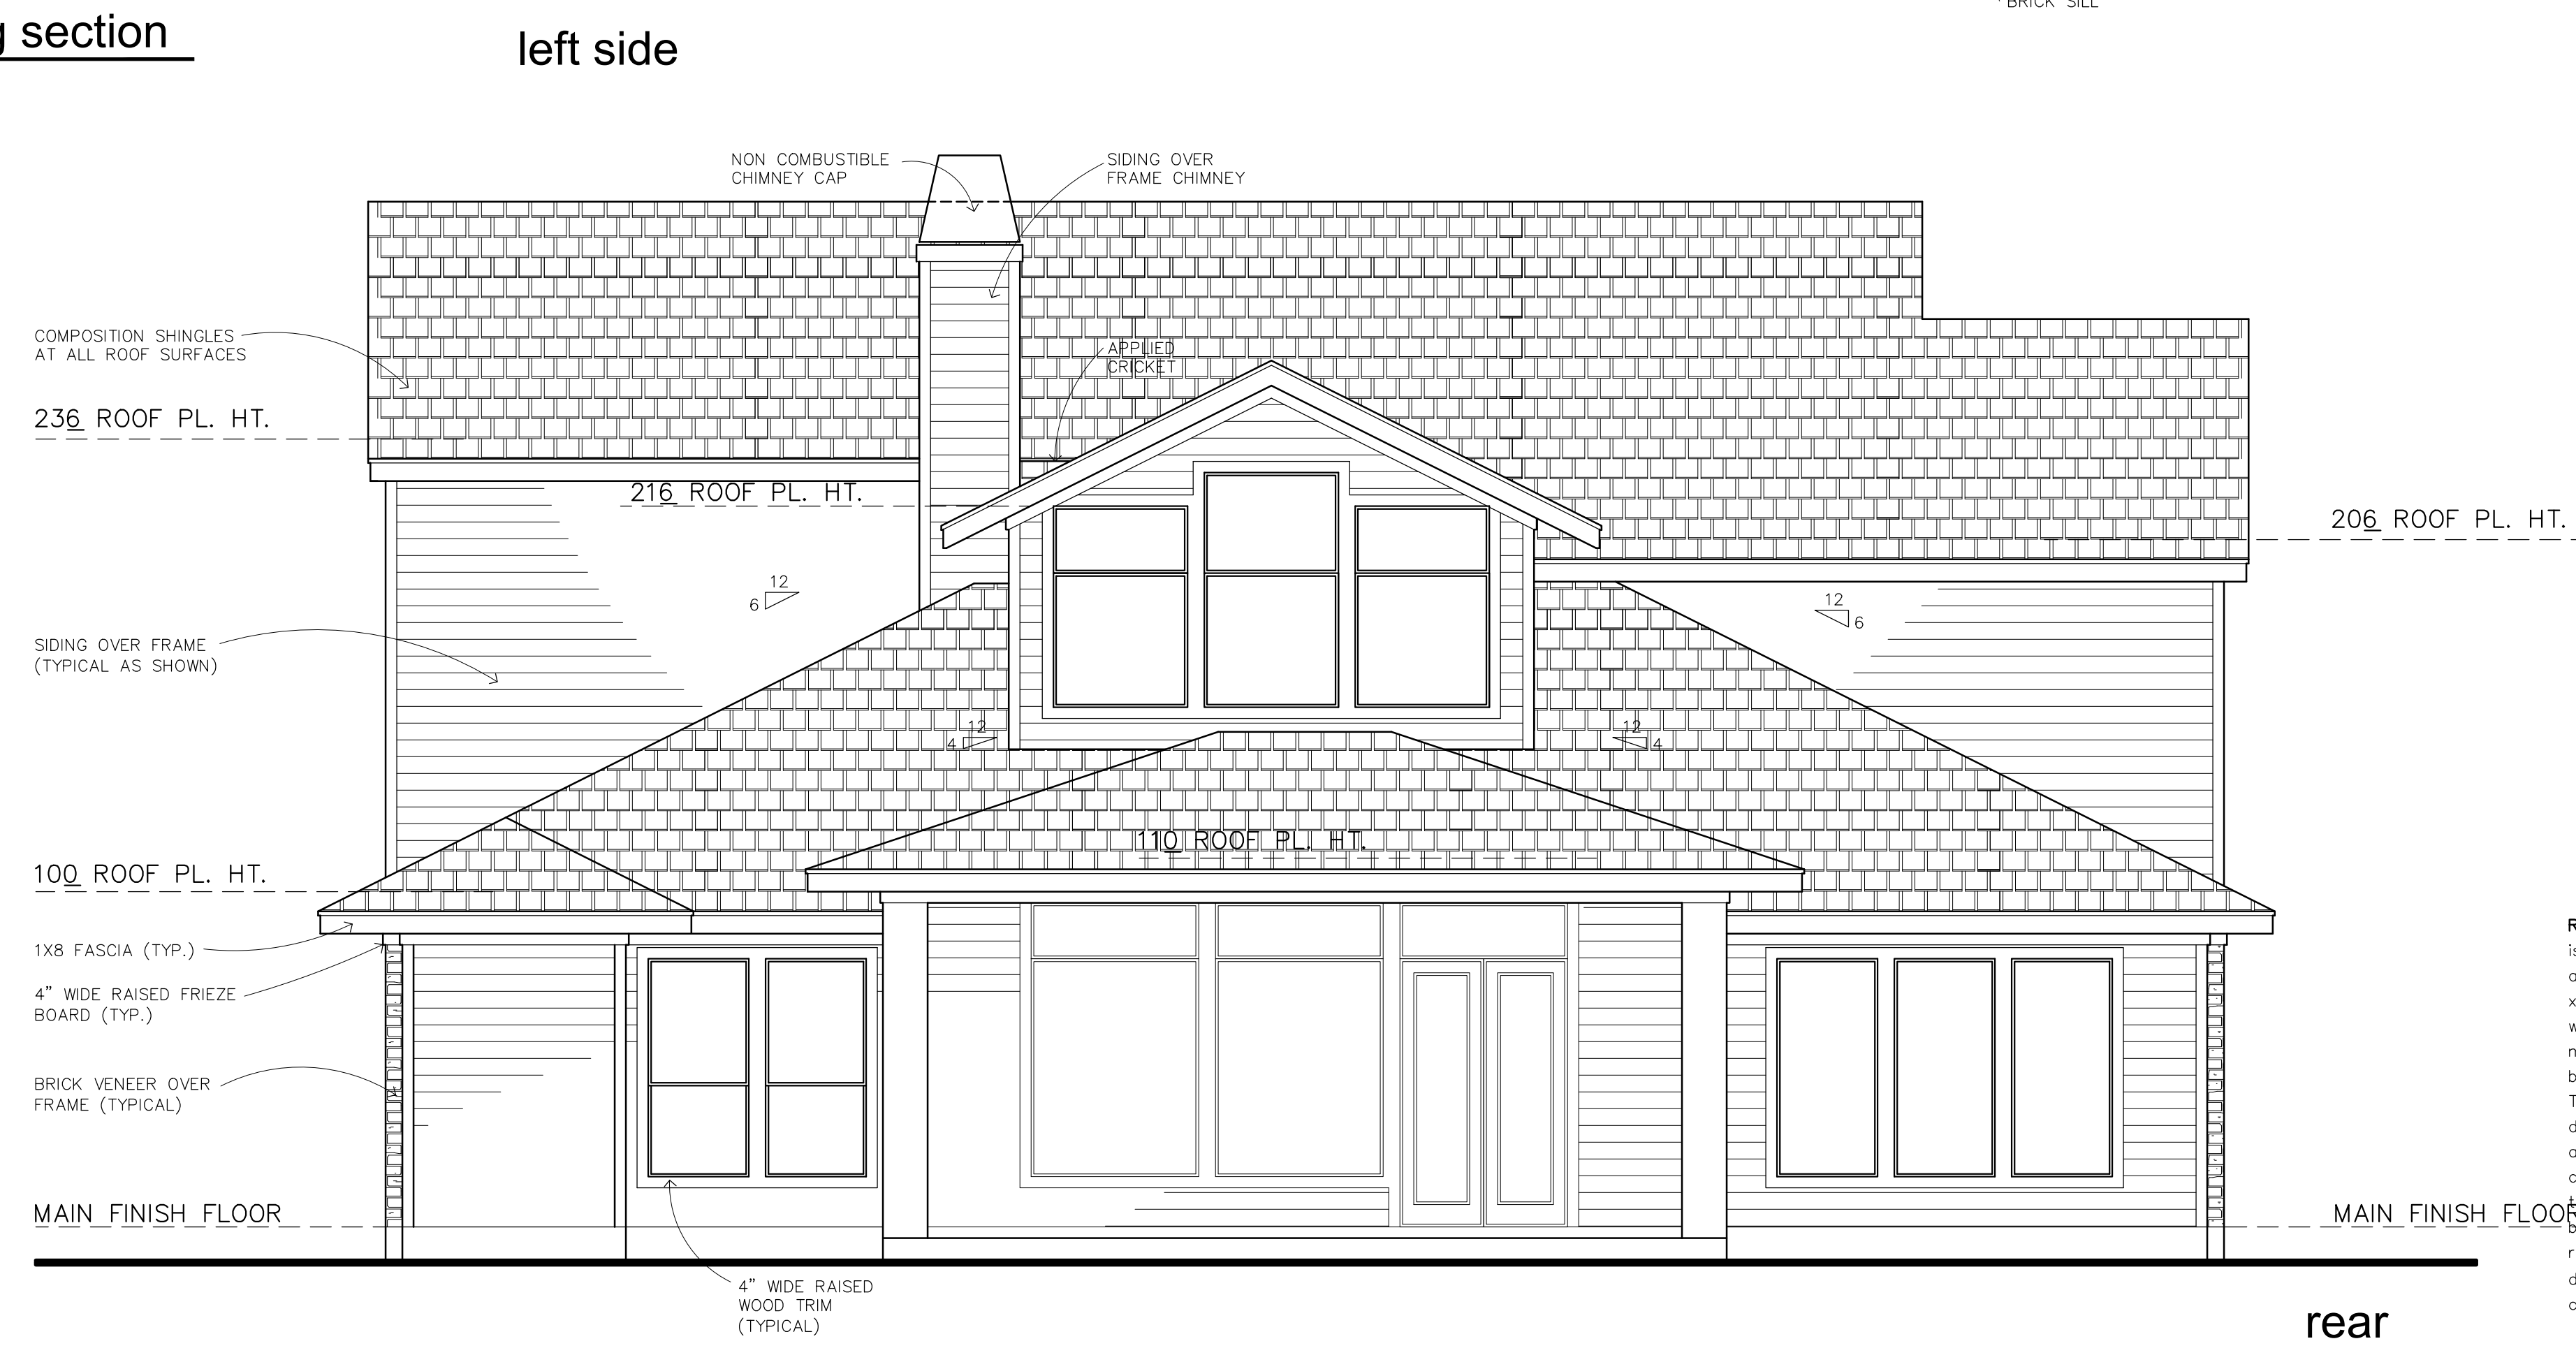 BRICK SILL
g section
left side
NON COMBUSTIBLE
CHIMNEY CAP
SIDING OVER
FRAME CHIMNEY
COMPOSITION SHINGLES
AT ALL ROOF SURFACES
APPLIED
CRICKET
236 ROOF PL. HT.
216 ROOF PL. HT.
206 ROOF PL. HT.
12
6
12
6
SIDING OVER FRAME
(TYPICAL AS SHOWN)
12
4
12
4
110 ROOF PL. HT.
100 ROOF PL. HT.
1X8 FASCIA (TYP.)
4" WIDE RAISED FRIEZE
BOARD (TYP.)
BRICK VENEER OVER
FRAME (TYPICAL)
MAIN FINISH FLOOR
MAIN FINISH FLOOR
4" WIDE RAISED
WOOD TRIM
(TYPICAL)
rear